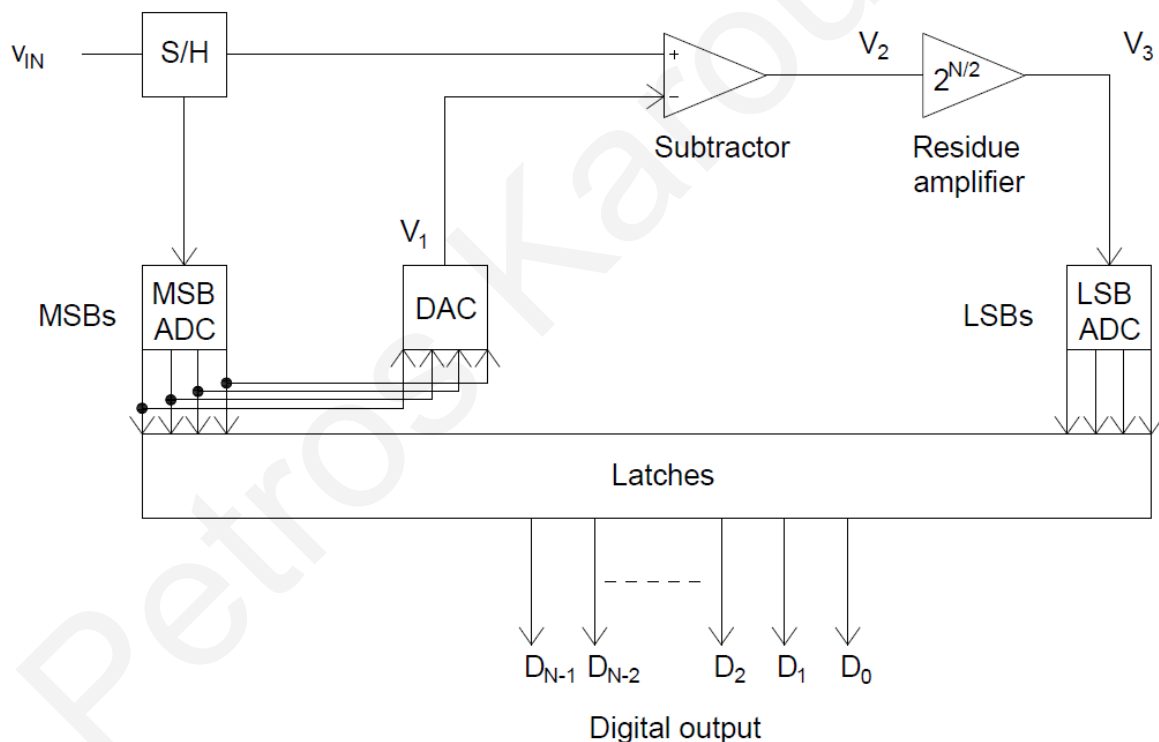 v_IN
S/H
+
−
V_2
2^{N/2}
V_3
Subtractor
Residue
amplifier
V_1
MSBs
MSB
ADC
DAC
LSBs
LSB
ADC
Latches
D_{N-1} D_{N-2} D_2 D_1 D_0
Digital output